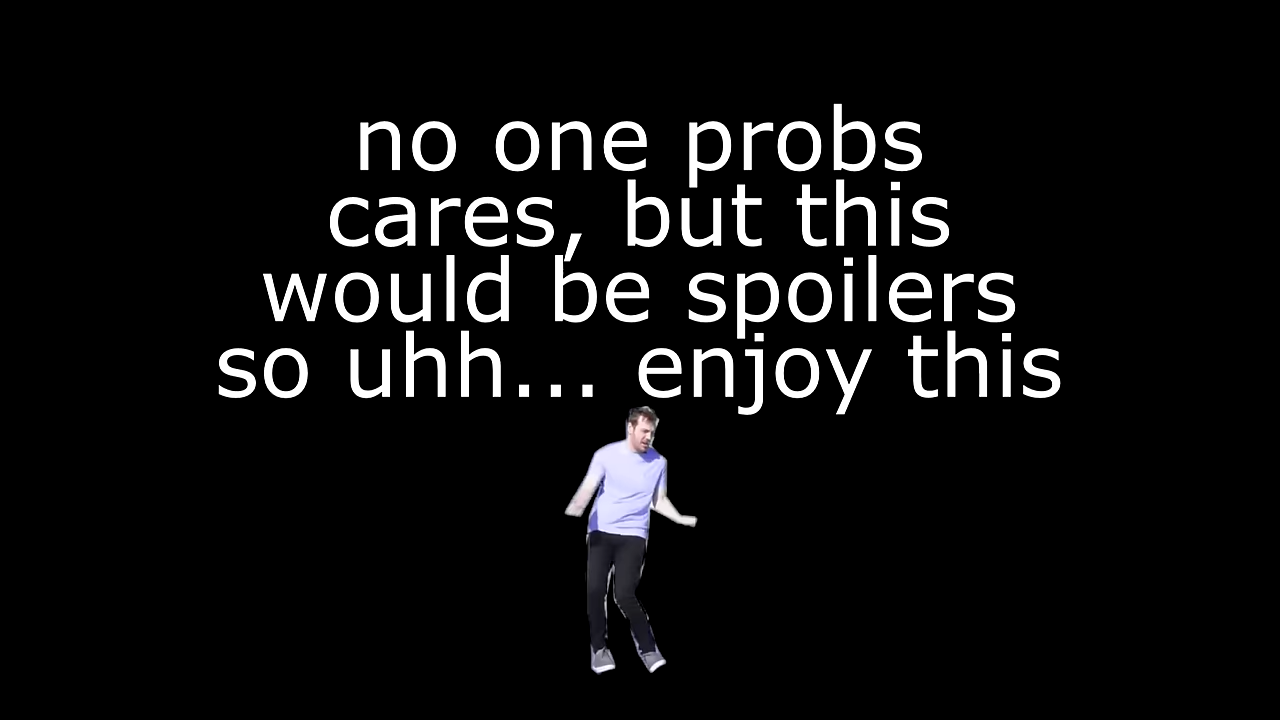 no one probs
cares, but this
would be spoilers
so uhh... enjoy this